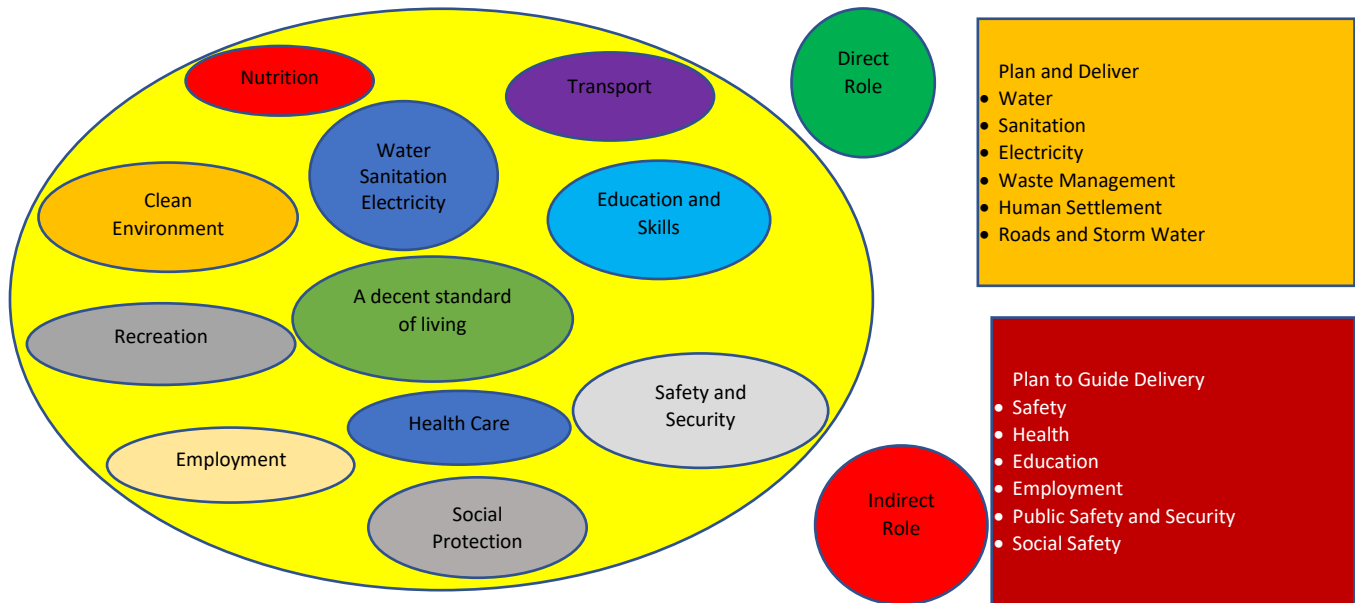 Nutrition
Transport
Water
Sanitation
Electricity
Clean
Environment
Education and
Skills
A decent standard
of living
Recreation
Safety and
Security
Health Care
Employment
Social
Protection
Direct
Role
Plan and Deliver
• Water
• Sanitation
• Electricity
• Waste Management
• Human Settlement
• Roads and Storm Water
Indirect
Role
Plan to Guide Delivery
• Safety
• Health
• Education
• Employment
• Public Safety and Security
• Social Safety